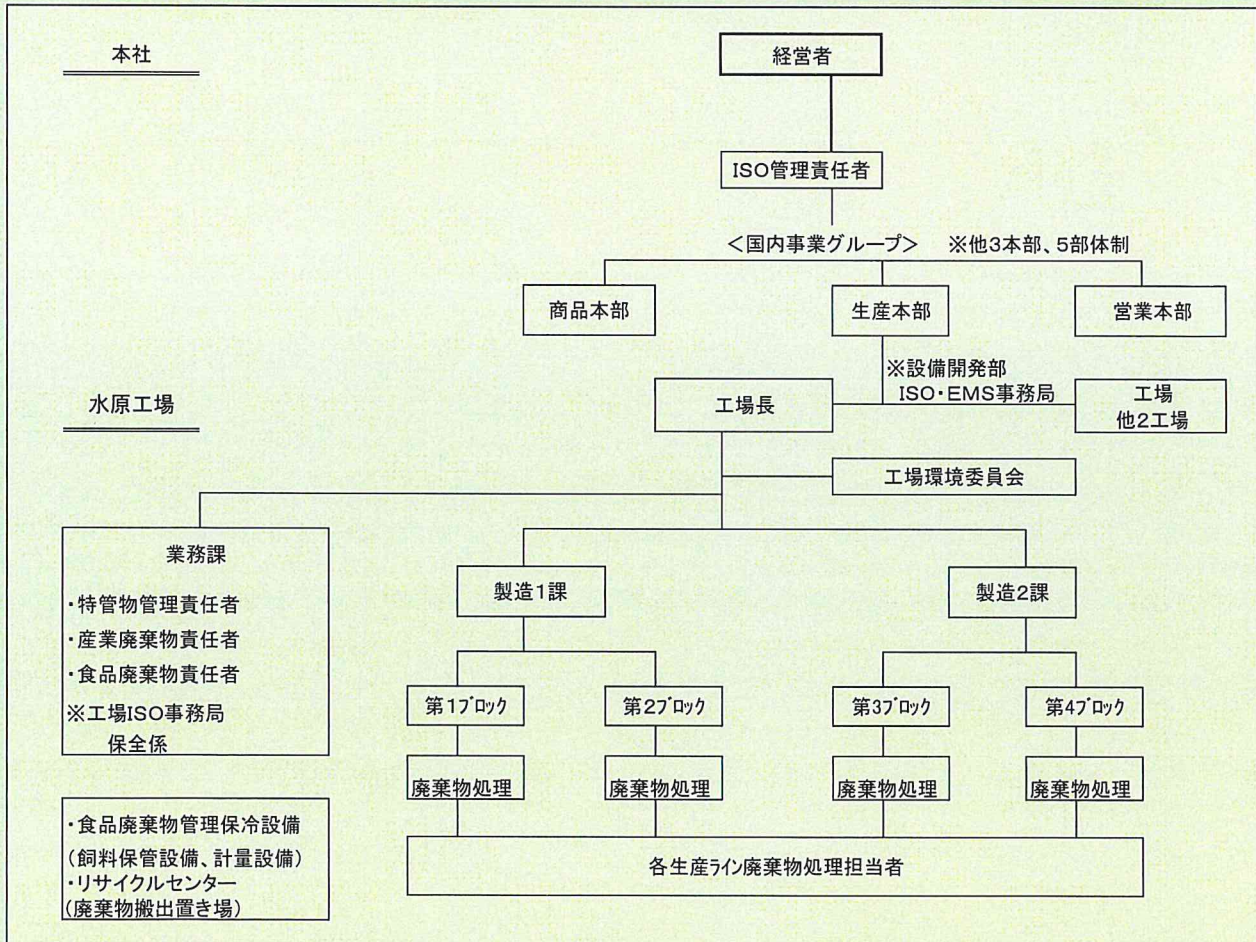 本社
経営者
ISO管理責任者
<国内事業グループ> ※他3本部、5部体制
商品本部
生産本部
営業本部
※設備開発部
ISO・EMS事務局
水原工場
工場長
工場
他2工場
工場環境委員会
業務課
・特管物管理責任者
・産業廃棄物責任者
・食品廃棄物責任者
※工場ISO事務局
保全係
製造1課
製造2課
第1ブロック
第2ブロック
第3ブロック
第4ブロック
廃棄物処理
廃棄物処理
廃棄物処理
廃棄物処理
・食品廃棄物管理保冷設備
(飼料保管設備、計量設備)
・リサイクルセンター
(廃棄物搬出置き場)
各生産ライン廃棄物処理担当者